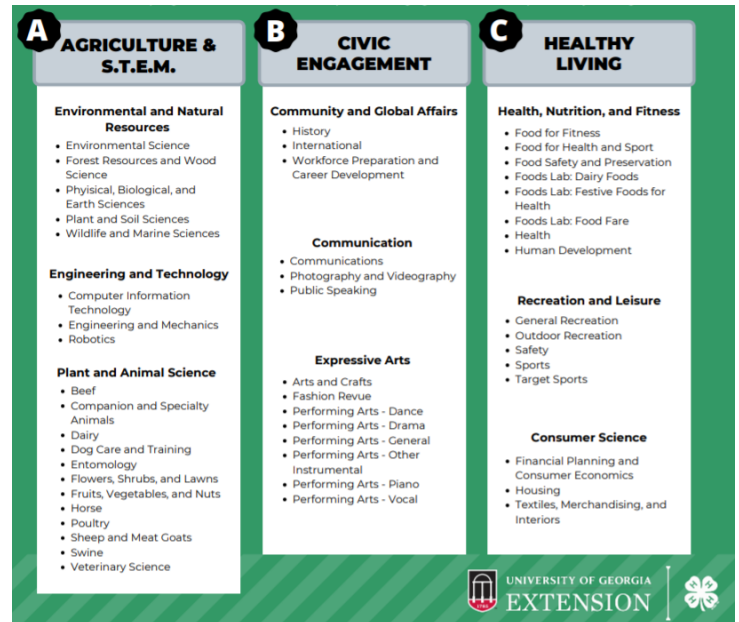 A
AGRICULTURE &
S.T.E.M.
Environmental and Natural
Resources
• Environmental Science
• Forest Resources and Wood
Science
• Phyisical, Biological, and
Earth Sciences
• Plant and Soil Sciences
• Wildlife and Marine Sciences
Engineering and Technology
• Computer Information
Technology
• Engineering and Mechanics
• Robotics
Plant and Animal Science
• Beef
• Companion and Specialty
Animals
• Dairy
• Dog Care and Training
• Entomology
• Flowers, Shrubs, and Lawns
• Fruits, Vegetables, and Nuts
• Horse
• Poultry
• Sheep and Meat Goats
• Swine
• Veterinary Science
B
CIVIC
ENGAGEMENT
Community and Global Affairs
• History
• International
• Workforce Preparation and
Career Development
Communication
• Communications
• Photography and Videography
• Public Speaking
Expressive Arts
• Arts and Crafts
• Fashion Revue
• Performing Arts - Dance
• Performing Arts - Drama
• Performing Arts - General
• Performing Arts - Other
Instrumental
• Performing Arts - Piano
• Performing Arts - Vocal
C
HEALTHY
LIVING
Health, Nutrition, and Fitness
• Food for Fitness
• Food for Health and Sport
• Food Safety and Preservation
• Foods Lab: Dairy Foods
• Foods Lab: Festive Foods for
Health
• Foods Lab: Food Fare
• Health
• Human Development
Recreation and Leisure
• General Recreation
• Outdoor Recreation
• Safety
• Sports
• Target Sports
Consumer Science
• Financial Planning and
Consumer Economics
• Housing
• Textiles, Merchandising, and
Interiors
UNIVERSITY OF GEORGIA
EXTENSION